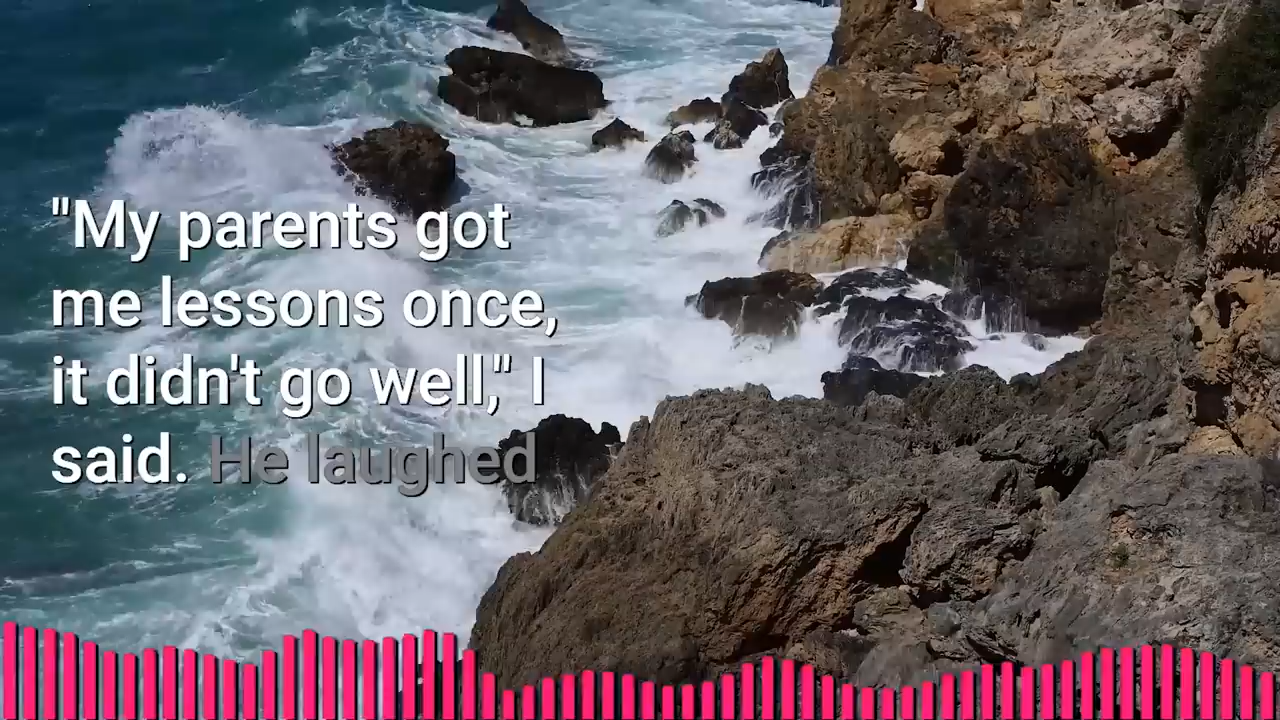 "My parents got
me lessons once,
it didn't go well," I
said. He laughed